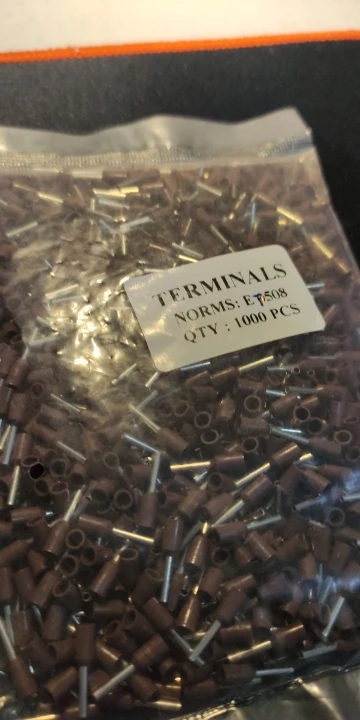 TERMINALS
NORMS: E7508
QTY : 1000 PCS